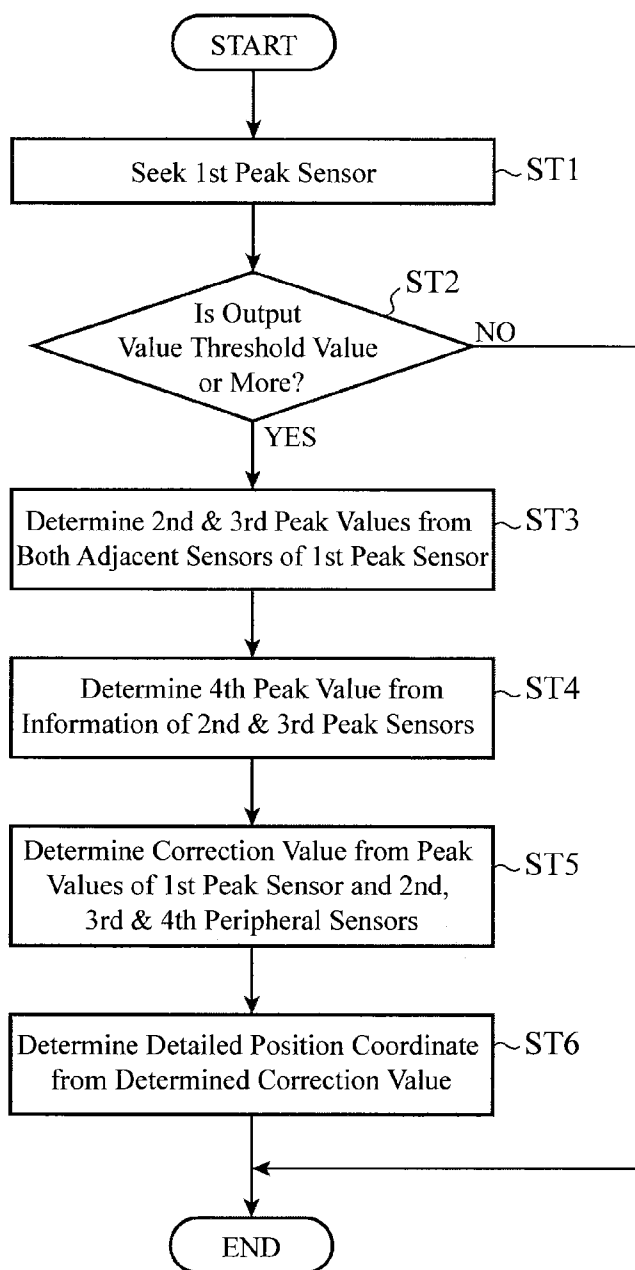 START
Seek 1st Peak Sensor
ST1
ST2
Is Output
Value Threshold Value
or More?
NO
YES
Determine 2nd & 3rd Peak Values from
Both Adjacent Sensors of 1st Peak Sensor
ST3
Determine 4th Peak Value from
Information of 2nd & 3rd Peak Sensors
ST4
Determine Correction Value from Peak
Values of 1st Peak Sensor and 2nd,
3rd & 4th Peripheral Sensors
ST5
Determine Detailed Position Coordinate
from Determined Correction Value
ST6
END